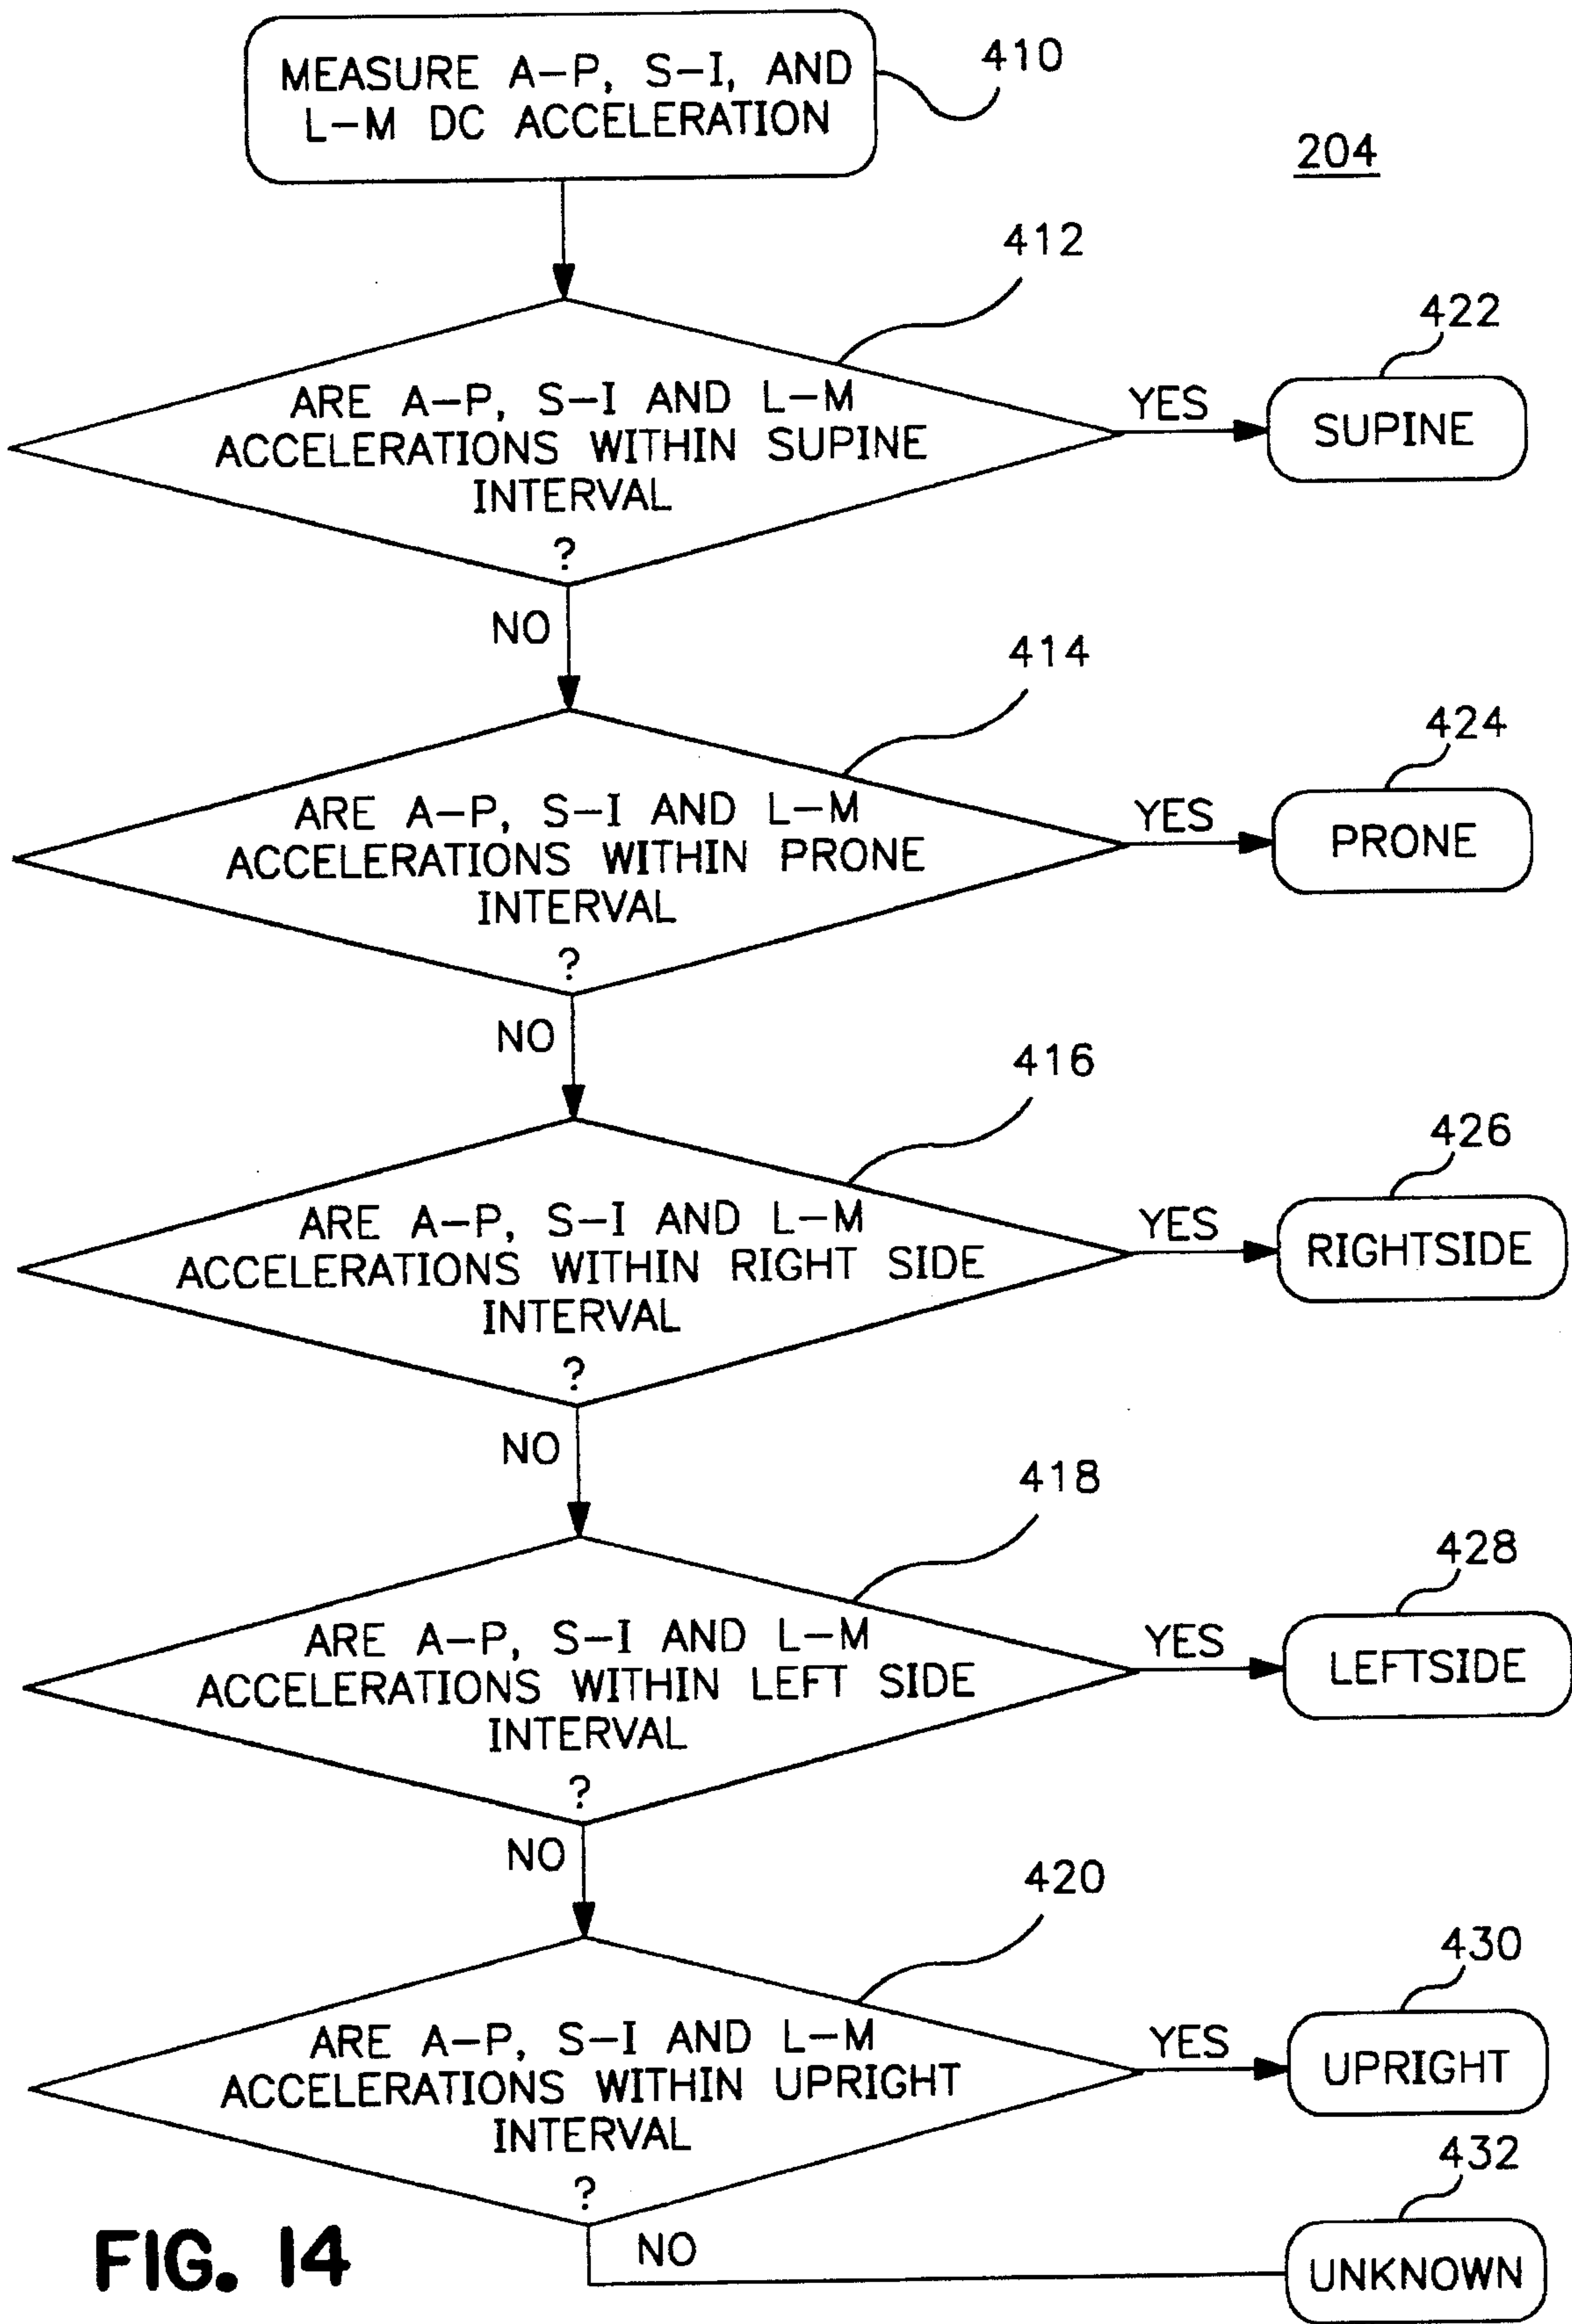 MEASURE A-P, S-I, AND
L-M DC ACCELERATION
410
204
412
ARE A-P, S-I AND L-M
ACCELERATIONS WITHIN SUPINE
INTERVAL
?
YES
422
SUPINE
NO
414
ARE A-P, S-I AND L-M
ACCELERATIONS WITHIN PRONE
INTERVAL
?
YES
424
PRONE
NO
416
ARE A-P, S-I AND L-M
ACCELERATIONS WITHIN RIGHT SIDE
INTERVAL
?
YES
426
RIGHTSIDE
NO
418
ARE A-P, S-I AND L-M
ACCELERATIONS WITHIN LEFT SIDE
INTERVAL
?
YES
428
LEFTSIDE
NO
420
ARE A-P, S-I AND L-M
ACCELERATIONS WITHIN UPRIGHT
INTERVAL
?
YES
430
UPRIGHT
NO
432
UNKNOWN
FIG. 14